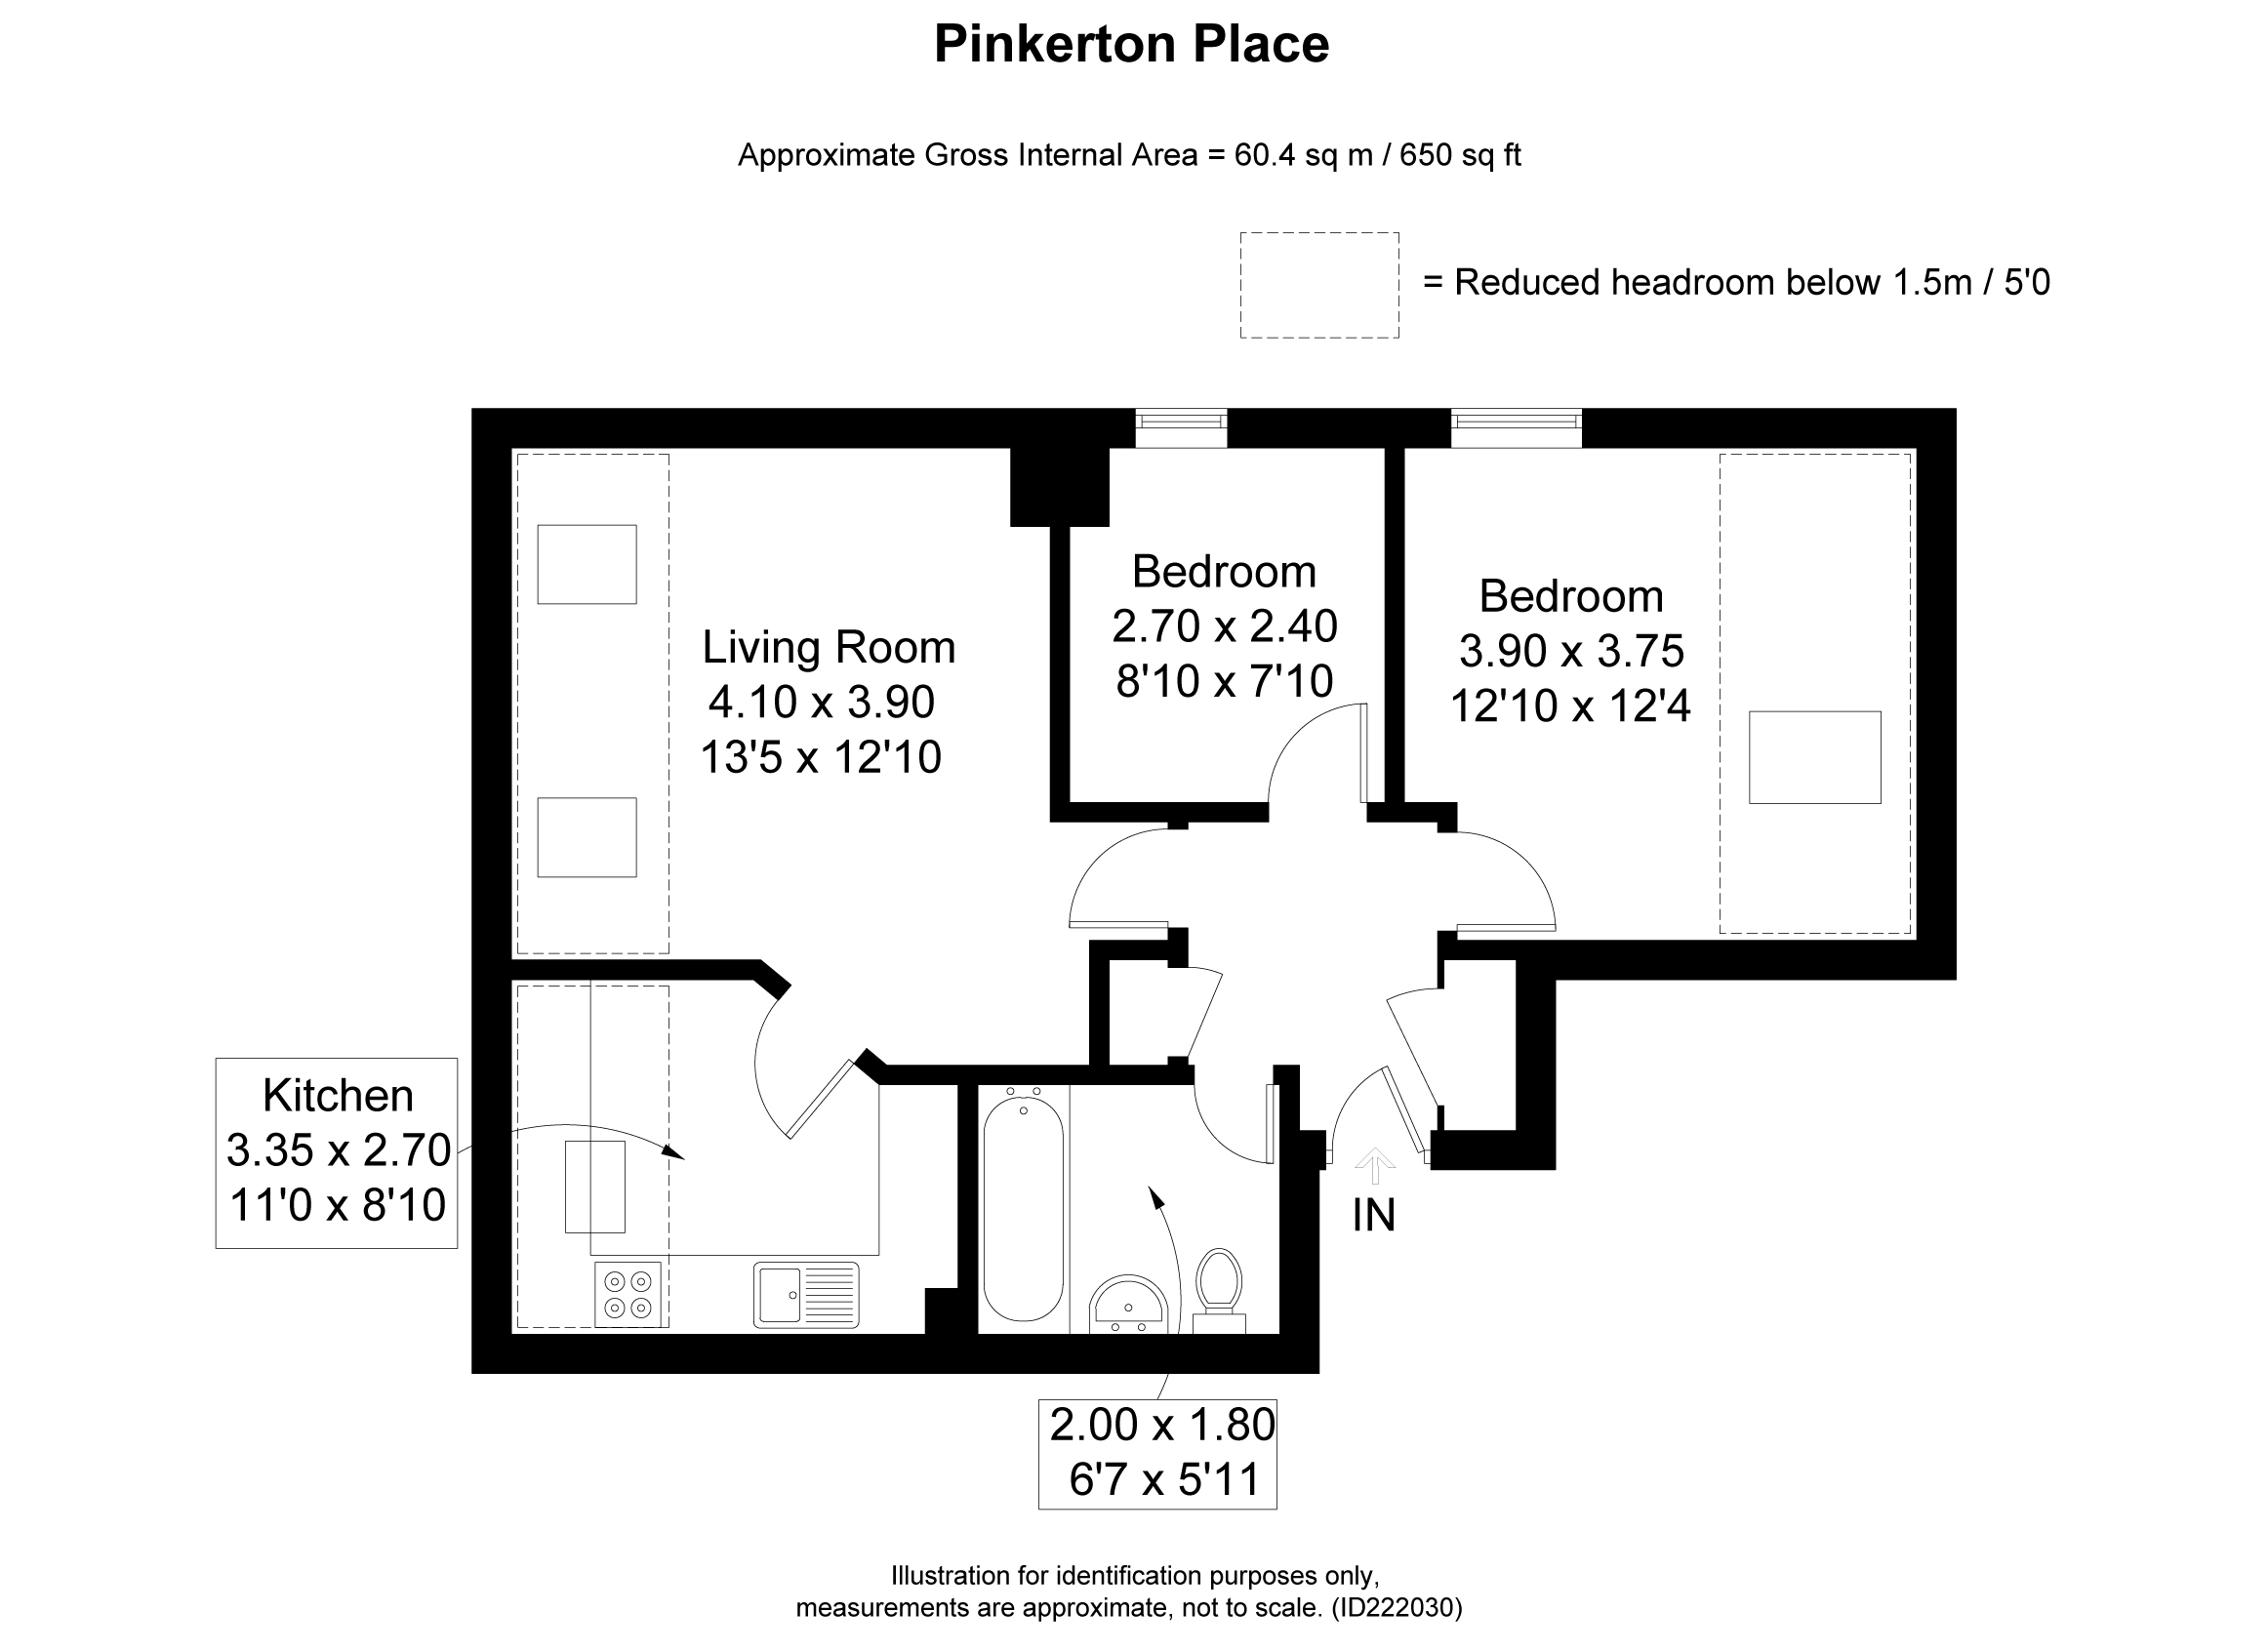 Pinkerton Place
Approximate Gross Internal Area = 60.4 sq m / 650 sq ft
= Reduced headroom below 1.5m / 5'0
Living Room
4.10 x 3.90
13'5 x 12'10
Bedroom
2.70 x 2.40
8'10 x 7'10
Bedroom
3.90 x 3.75
12'10 x 12'4
Kitchen
3.35 x 2.70
11'0 x 8'10
IN
2.00 x 1.80
6'7 x 5'11
Illustration for identification purposes only,
measurements are approximate, not to scale. (ID222030)